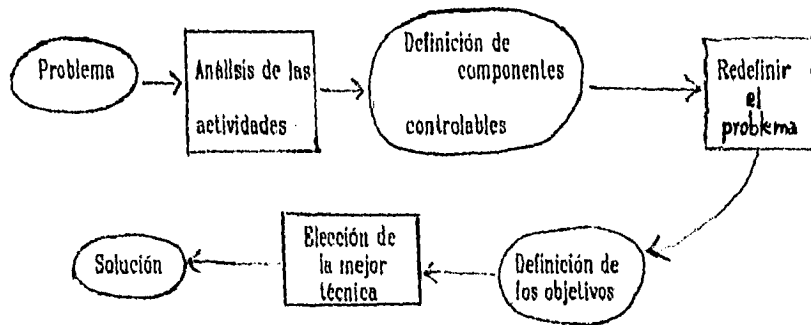 Problema
Análisis de las
actividades
Definición de
componentes
controlables
Redefinir
el
problema
Definición de
los objetivos
Elección de
la mejor
técnica
Solución